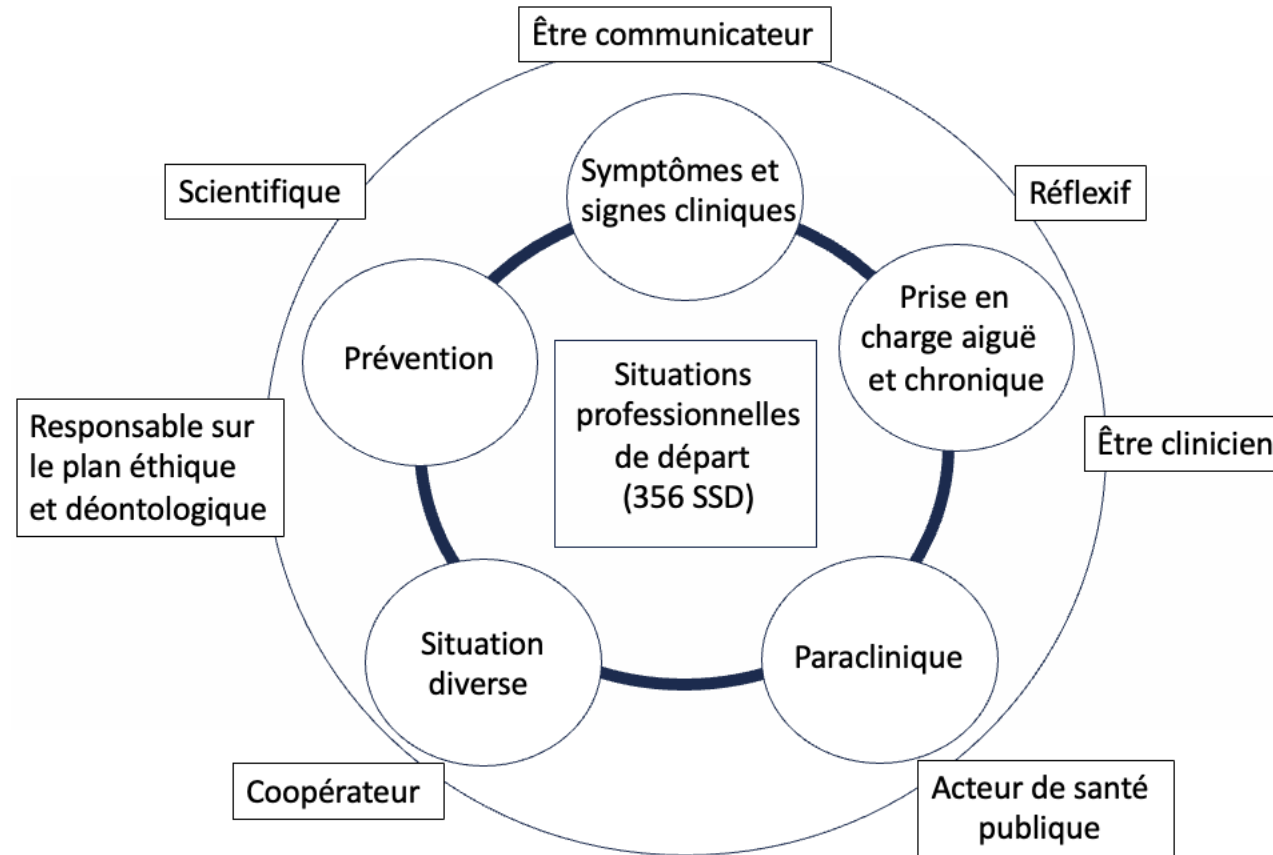 Être communicateur
Scientifique
Réflexif
Symptômes et
signes cliniques
Prise en
charge aiguë
et chronique
Prévention
Situations
professionnelles
de départ
(356 SSD)
Responsable sur
le plan éthique
et déontologique
Être clinicien
Situation
diverse
Paraclinique
Coopérateur
Acteur de santé
publique